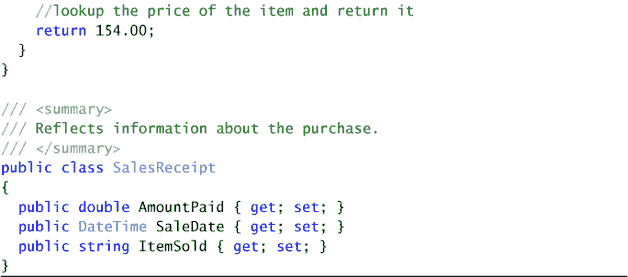 //lookup the price of the item and return it
return 154.00;
}
}
/// <summary>
/// Reflects information about the purchase.
/// </summary>
public class SalesReceipt
{
public double AmountPaid { get; set; }
public DateTime SaleDate { get; set; }
public string ItemSold { get; set; }
}